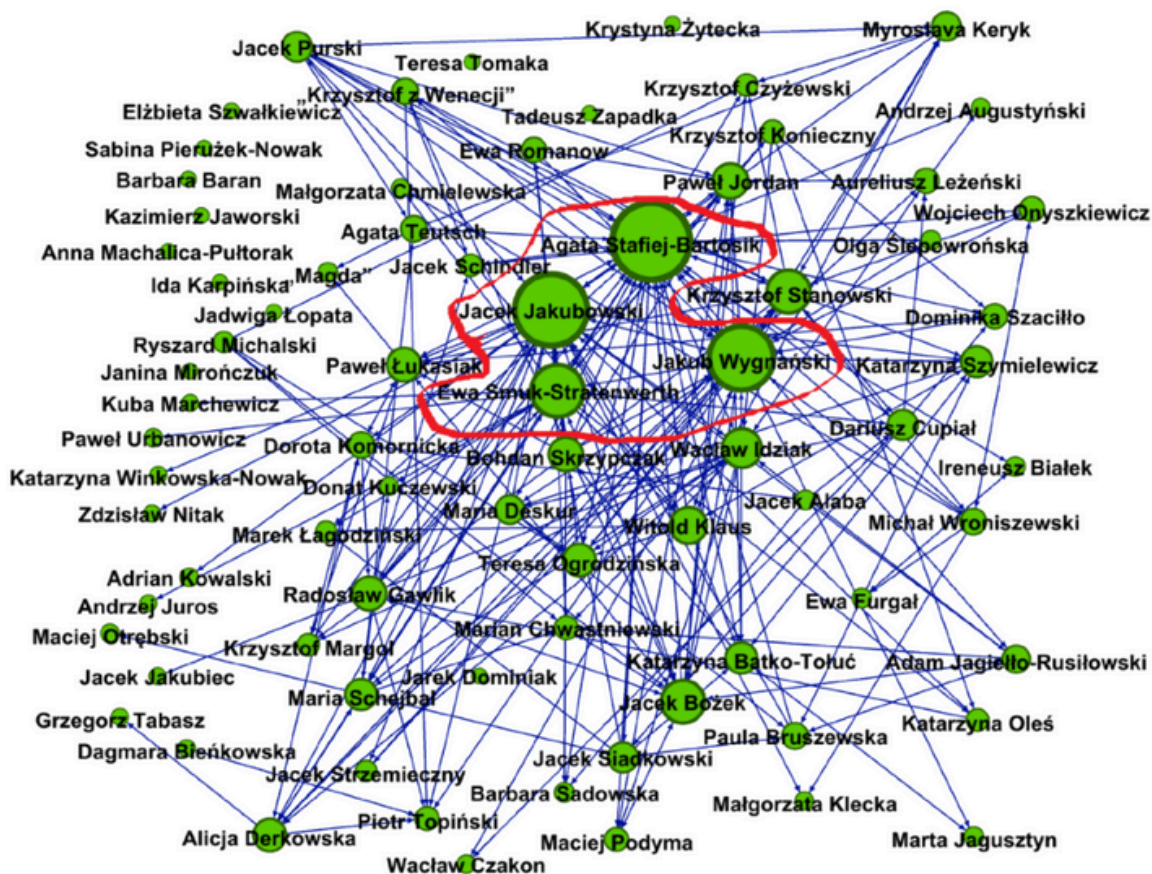 Krystyna Żytecka
Myroslava Keryk
Jacek Purski
Teresa Tomaka
„Krzysztof z Wenecji”
Krzysztof Czyżewski
Elżbieta Szwałkiewicz
Tadeusz Zapadka
Andrzej Augustyński
Krzysztof Konieczny
Sabina Pierużek-Nowak
Ewa Romanow
Barbara Baran
Małgorzata Chmielewska
Paweł Jordan
Aureliusz Leżeński
Kazimierz Jaworski
Wojciech Onyszkiewicz
Agata Teutsch
Agata Stafiej-Bartosik
Olga Ślepowrońska
Anna Machalica-Pułtorak
Jacek Schindler
Magda”
Ida Karpińska
Krzysztof Stanowski
Jadwiga Łopata
Jacek Jakubowski
Dominika Szaciłło
Ryszard Michalski
Paweł Łukasiak
Jakub Wygnański
Katarzyna Szymielewicz
Janina Mirończuk
Ewa Smuk-Stratenwerth
Kuba Marchewicz
Dariusz Cupiał
Paweł Urbanowicz
Dorota Komornicka
Bohdan Skrzypczak
Wacław Idziak
Ireneusz Białek
Katarzyna Winkowska-Nowak
Donat Kuczewski
Jacek Ałaba
Zdzisław Nitak
Maria Deskur
Witold Klaus
Michał Wroniszewski
Marek Łagodziński
Teresa Ogrodzińska
Adrian Kowalski
Radosław Gawlik
Ewa Furgał
Andrzej Juros
Marian Chwastniewski
Maciej Otrębski
Krzysztof Margol
Katarzyna Batko-Tołuć
Adam Jagiełło-Rusiłowski
Jacek Jakubiec
Jarek Dominiak
Maria Schejbal
Jacek Bożek
Grzegorz Tabasz
Katarzyna Oleś
Paula Bruszewska
Dagmara Bieńkowska
Jacek Siadkowski
Jacek Strzemieczny
Barbara Sadowska
Małgorzata Klecka
Alicja Derkowska
Piotr Topiński
Maciej Podyma
Marta Jagusztyn
Wacław Czakon